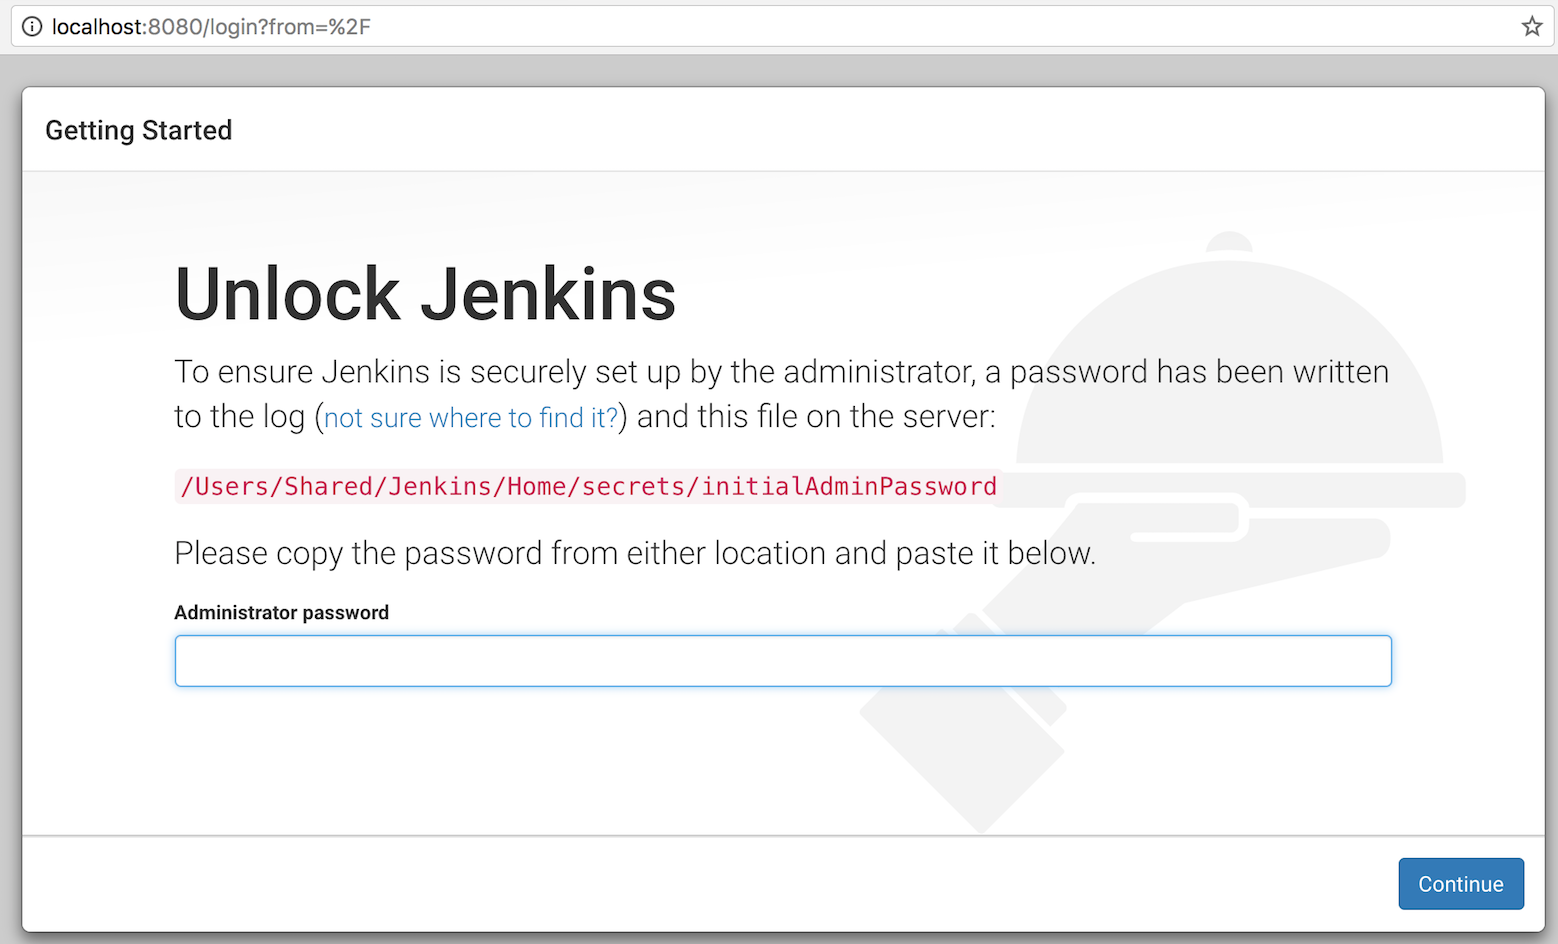 localhost:8080/login?from=%2F
Getting Started
Unlock Jenkins
To ensure Jenkins is securely set up by the administrator, a password has been written
to the log (not sure where to find it?) and this file on the server:
/Users/Shared/Jenkins/Home/secrets/initialAdminPassword
Please copy the password from either location and paste it below.
Administrator password
Continue